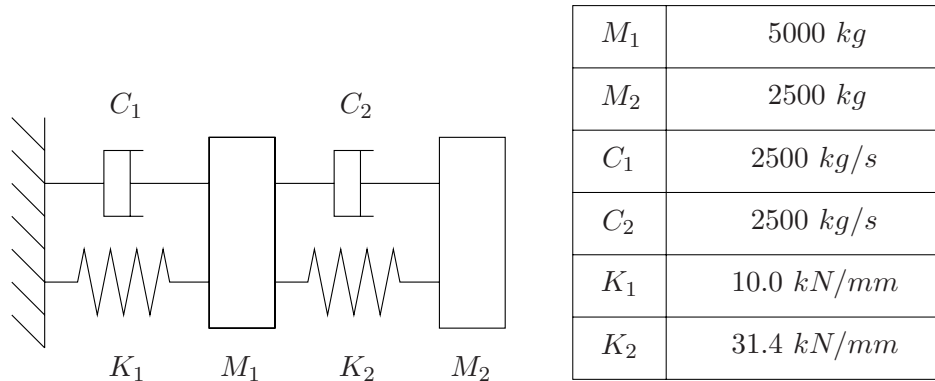 C₁ C₂
K₁ M₁ K₂ M₂
M₁ 5000 kg
M₂ 2500 kg
C₁ 2500 kg/s
C₂ 2500 kg/s
K₁ 10.0 kN/mm
K₂ 31.4 kN/mm